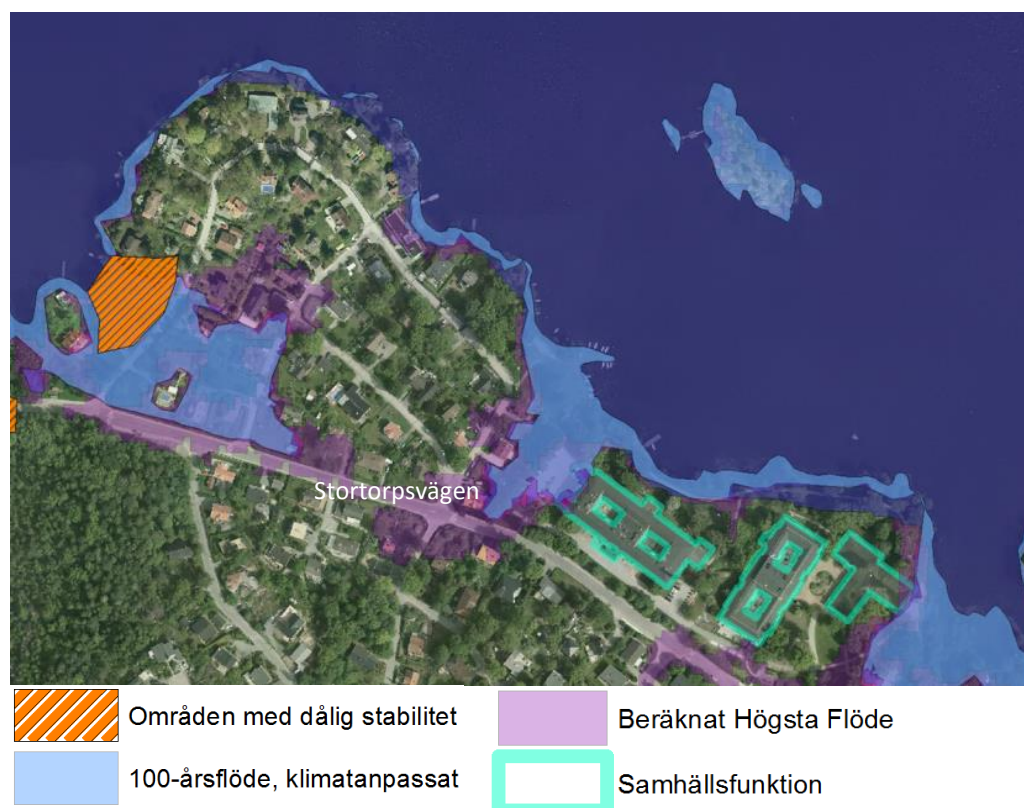 Stortorpsvägen
Områden med dålig stabilitet
Beräknat Högsta Flöde
100-årsflöde, klimatanpassat
Samhällsfunktion